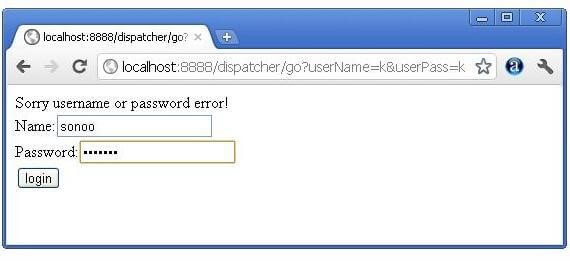 localhost:8888/dispatcher/go?
localhost:8888/dispatcher/go?userName=k&userPass=k
Sorry username or password error!
Name: sonoo
Password: •••••••
login